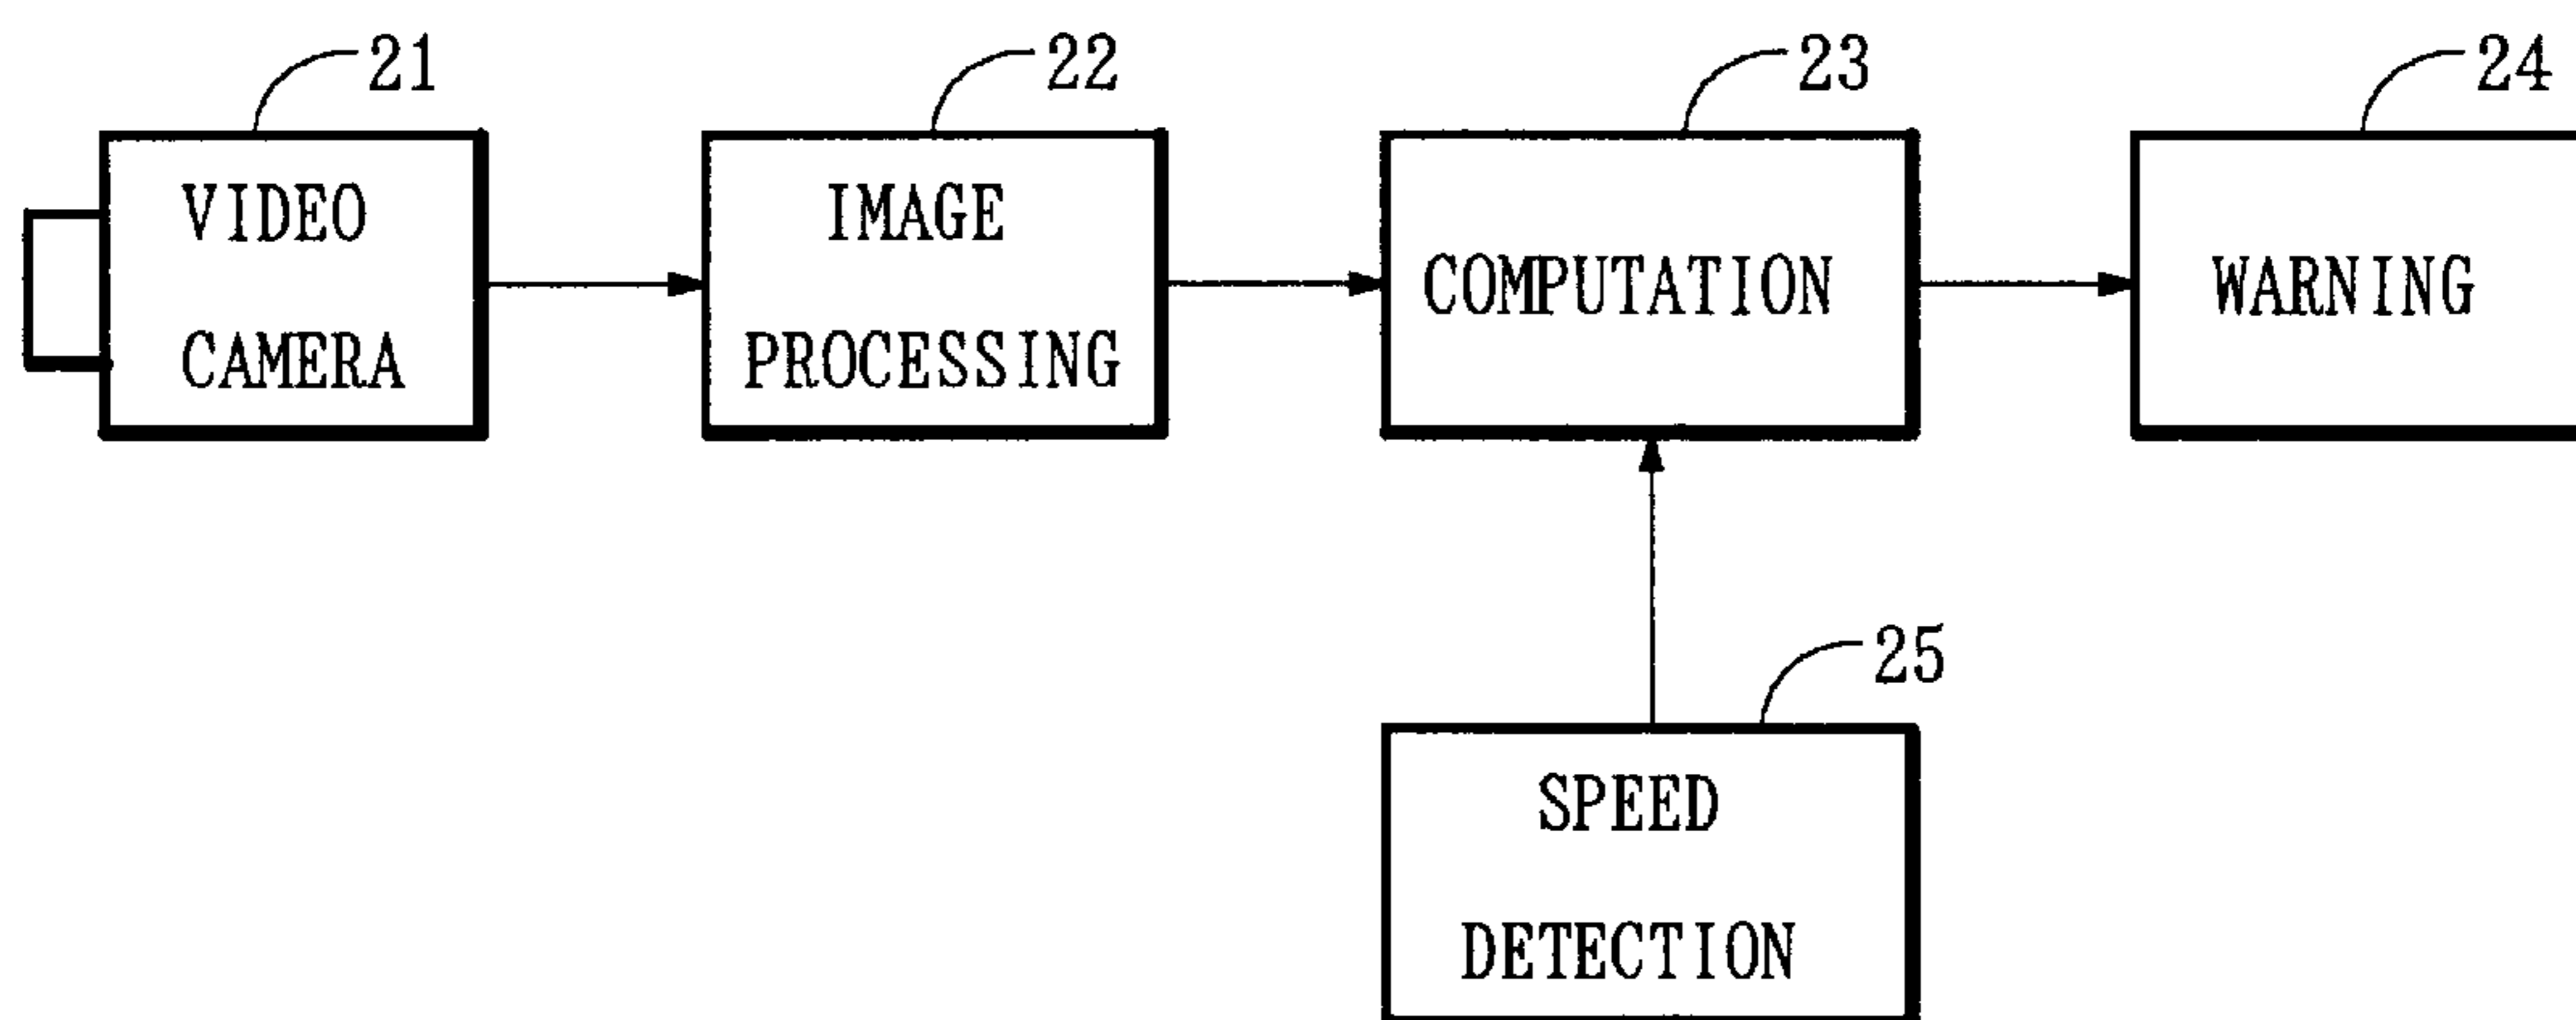 21
22
23
24
VIDEO
CAMERA
IMAGE
PROCESSING
COMPUTATION
WARNING
25
SPEED
DETECTION